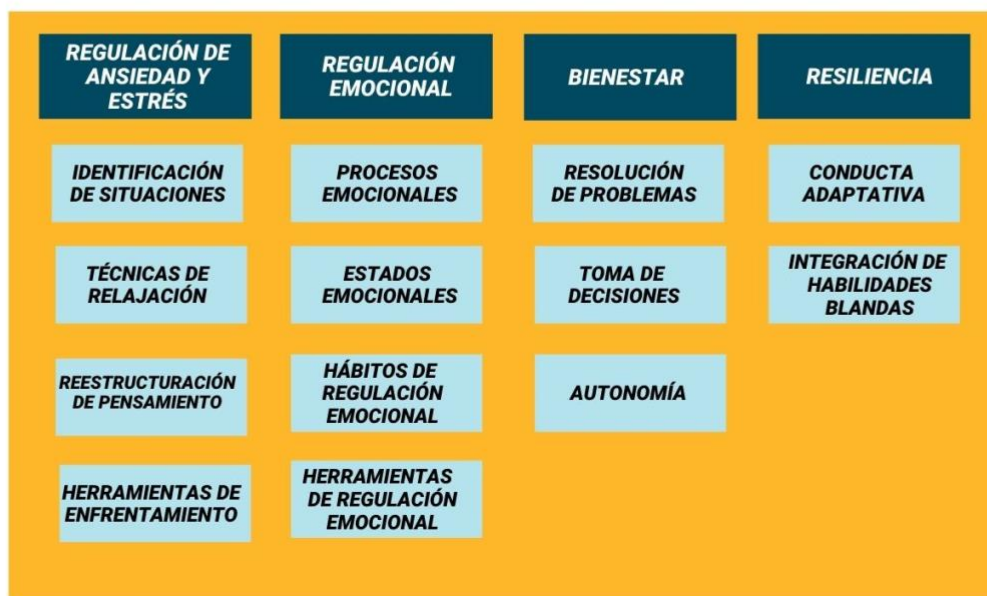 REGULACIÓN DE
ANSIEDAD Y
ESTRÉS
IDENTIFICACIÓN
DE SITUACIONES
TÉCNICAS DE
RELAJACIÓN
REESTRUCTURACIÓN
DE PENSAMIENTO
HERRAMIENTAS DE
ENFRENTAMIENTO
REGULACIÓN
EMOCIONAL
PROCESOS
EMOCIONALES
ESTADOS
EMOCIONALES
HÁBITOS DE
REGULACIÓN
EMOCIONAL
HERRAMIENTAS
DE REGULACIÓN
EMOCIONAL
BIENESTAR
RESOLUCIÓN
DE PROBLEMAS
TOMA DE
DECISIONES
AUTONOMÍA
RESILIENCIA
CONDUCTA
ADAPTATIVA
INTEGRACIÓN DE
HABILIDADES
BLANDAS